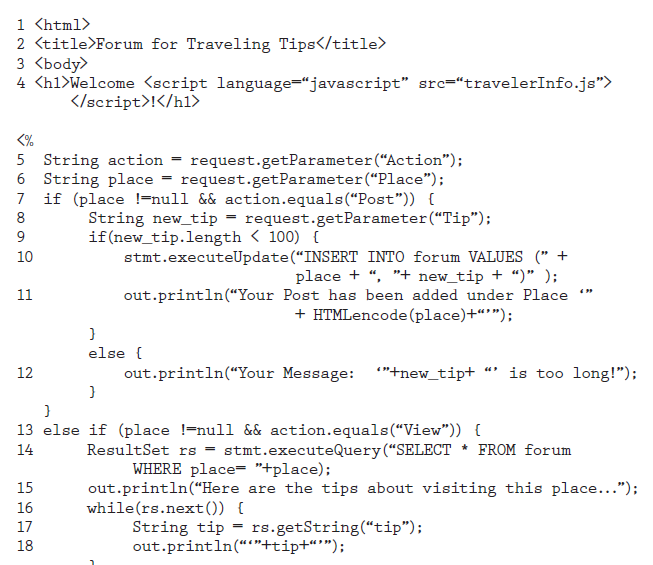 1 <html>
2 <title>Forum for Traveling Tips</title>
3 <body>
4 <h1>Welcome <script language=“javascript” src=“travelerInfo.js”>
</script>!</h1>
<%
5 String action = request.getParameter(“Action”);
6 String place = request.getParameter(“Place”);
7 if (place !=null && action.equals(“Post”)) {
8 String new_tip = request.getParameter(“Tip”);
9 if(new_tip.length < 100) {
10 stmt.executeUpdate(“INSERT INTO forum VALUES (” +
place + “, ”+ new_tip + “)” );
11 out.println(“Your Post has been added under Place ‘”
+ HTMLencode(place)+“’”);
}
else {
12 out.println(“Your Message: ‘”+new_tip+ “’ is too long!”);
}
}
13 else if (place !=null && action.equals(“View”)) {
14 ResultSet rs = stmt.executeQuery(“SELECT * FROM forum
WHERE place= ”+place);
15 out.println(“Here are the tips about visiting this place...”);
16 while(rs.next()) {
17 String tip = rs.getString(“tip”);
18 out.println(“‘”+tip+“’”);
}